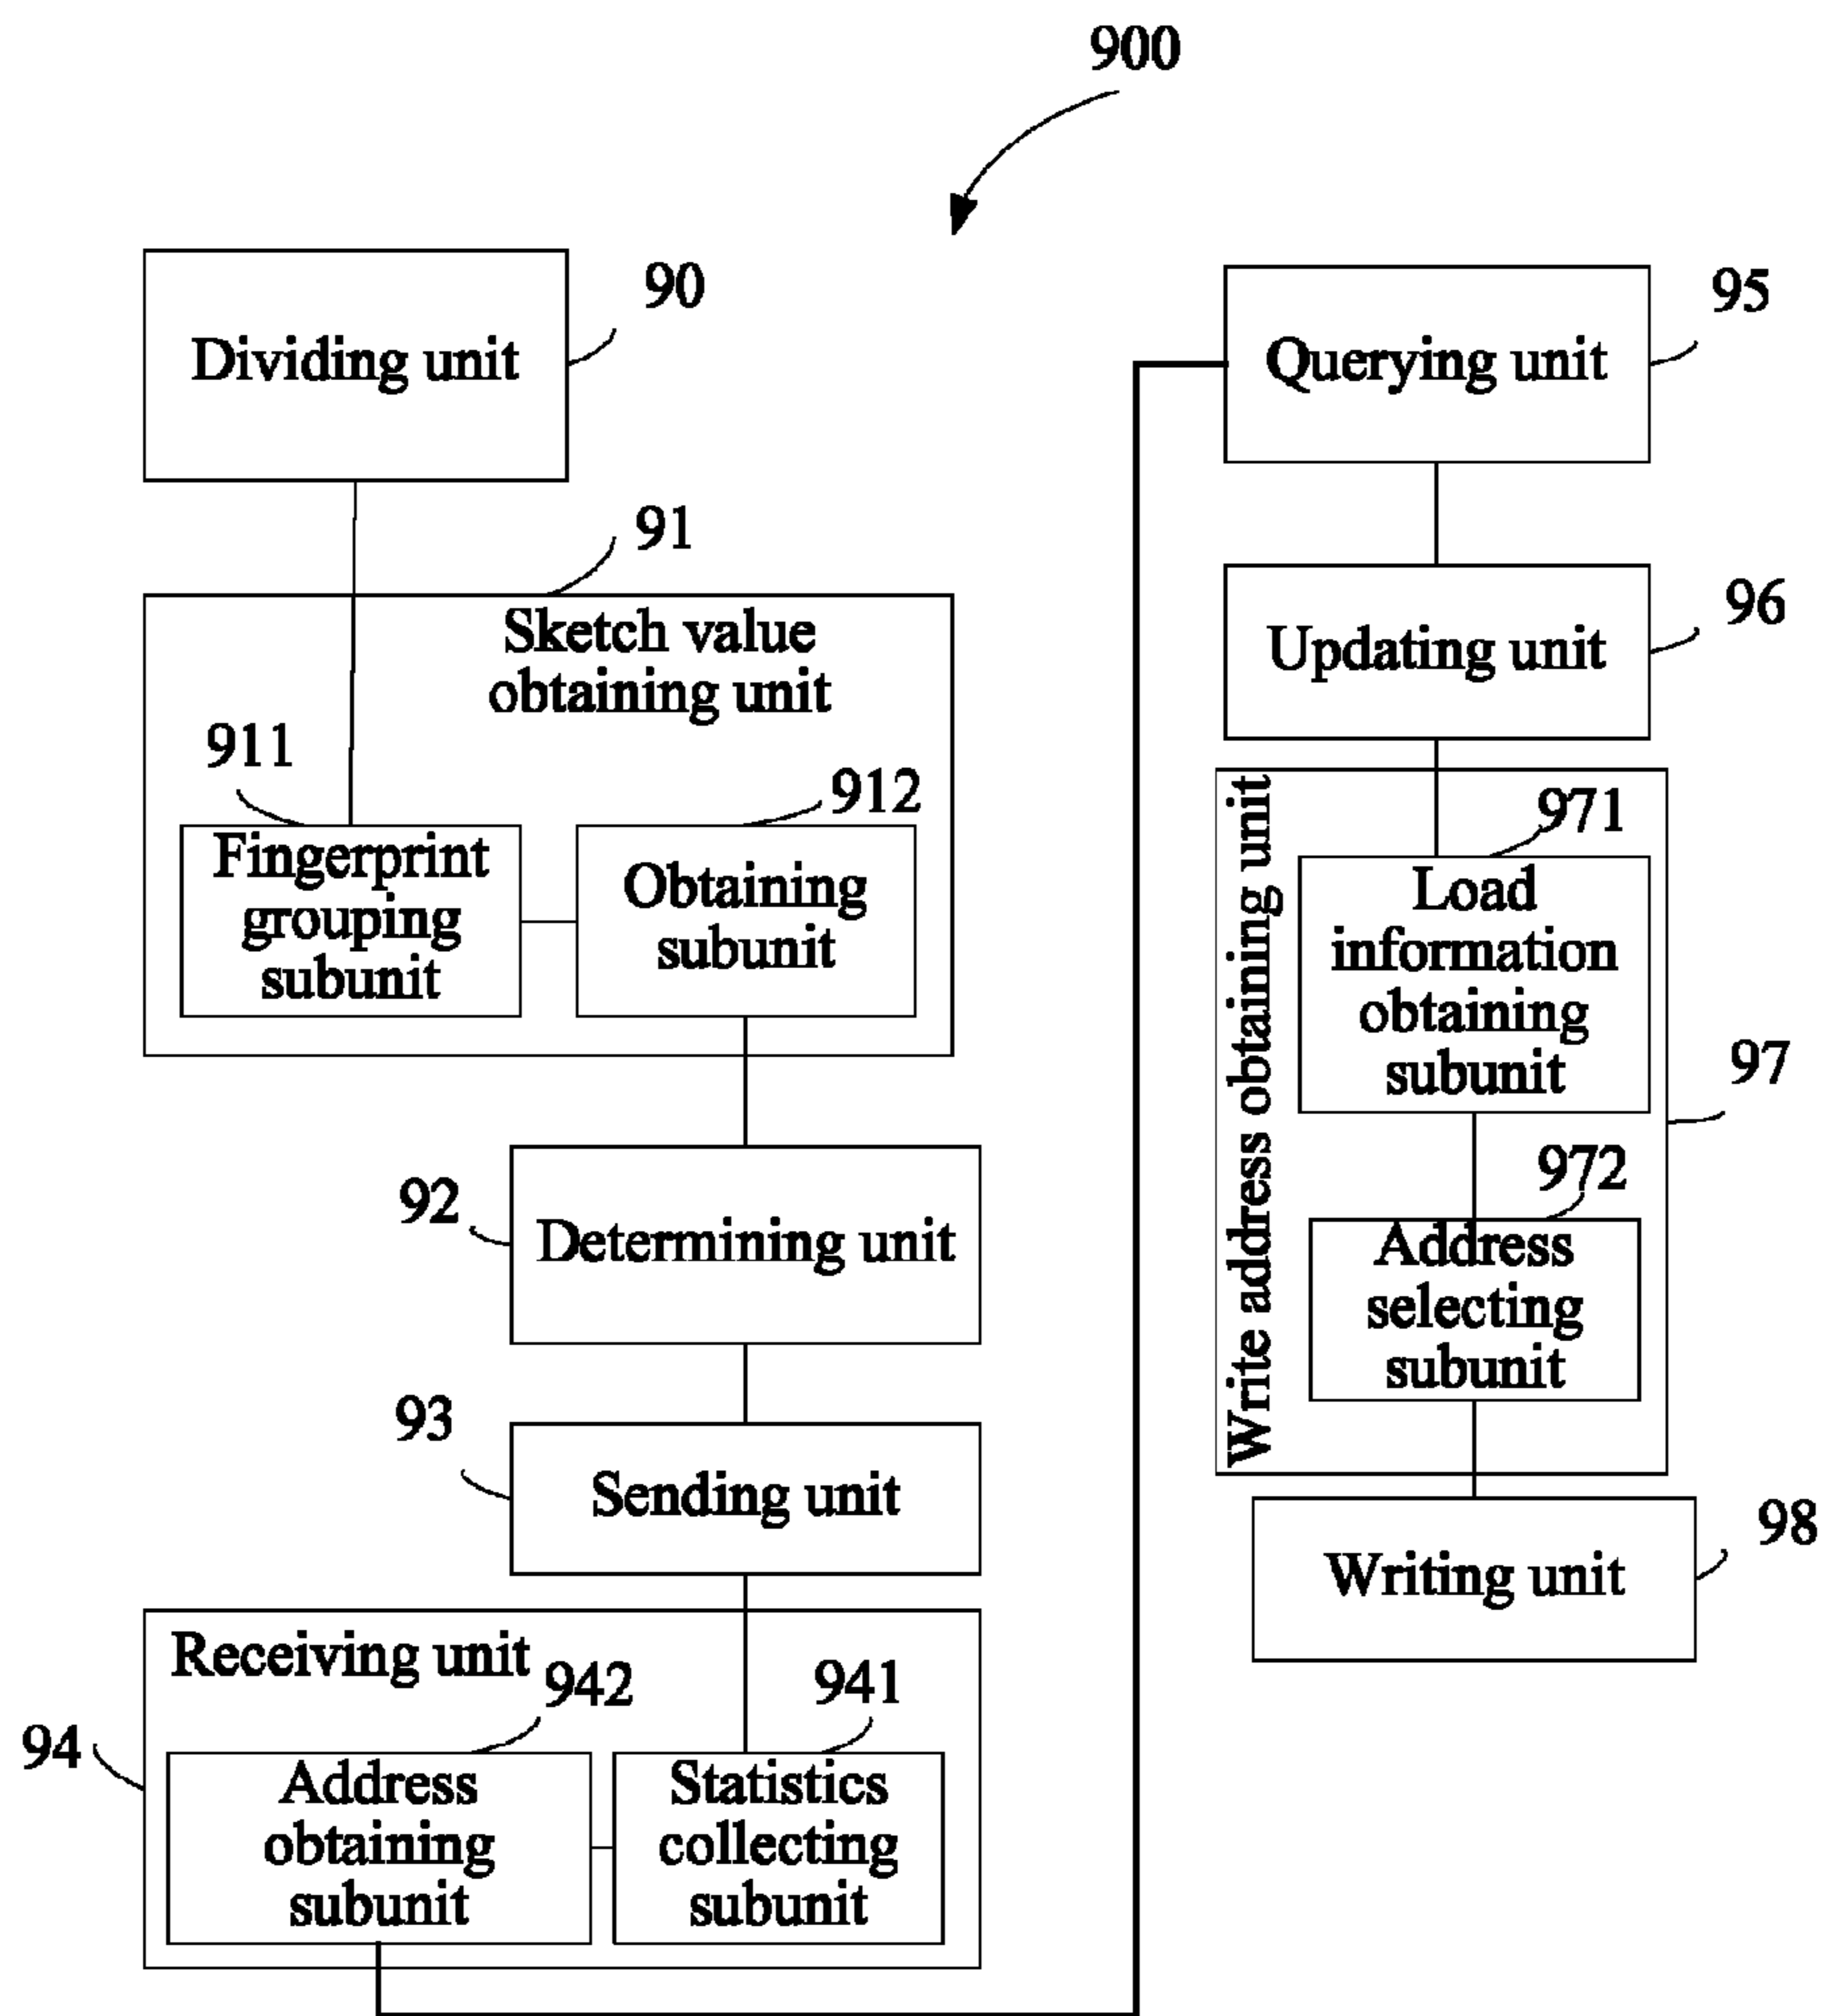 900
90
Dividing unit
91
Sketch value
obtaining unit
911
912
Fingerprint
grouping
subunit
Obtaining
subunit
92
Determining unit
93
Sending unit
Receiving unit
942
941
94
Address
obtaining
subunit
Statistics
collecting
subunit
95
Querying unit
96
Updating unit
Write address obtaining unit
971
Load
information
obtaining
subunit
97
972
Address
selecting
subunit
98
Writing unit